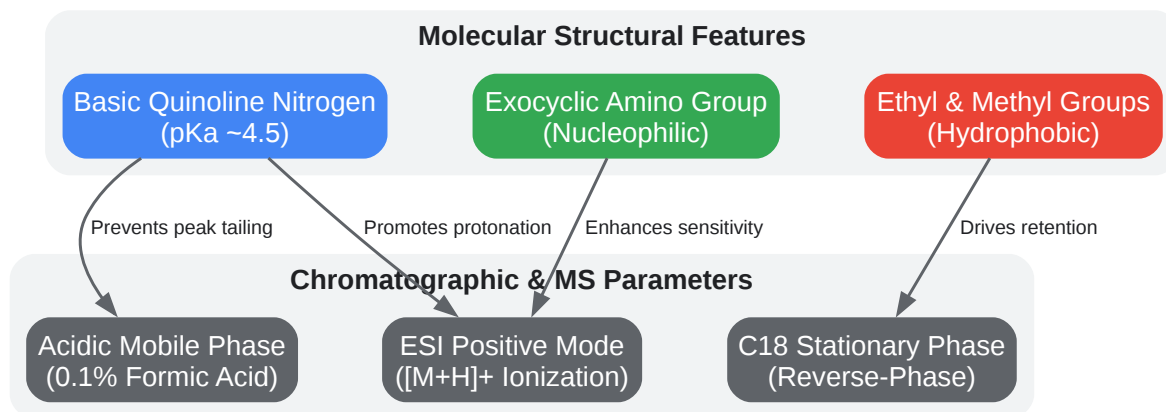 Molecular Structural Features
Basic Quinoline Nitrogen
(pKa ~4.5)
Exocyclic Amino Group
(Nucleophilic)
Ethyl & Methyl Groups
(Hydrophobic)
Prevents peak tailing
Promotes protonation
Enhances sensitivity
Drives retention
Chromatographic & MS Parameters
Acidic Mobile Phase
(0.1% Formic Acid)
ESI Positive Mode
([M+H]+ Ionization)
C18 Stationary Phase
(Reverse-Phase)